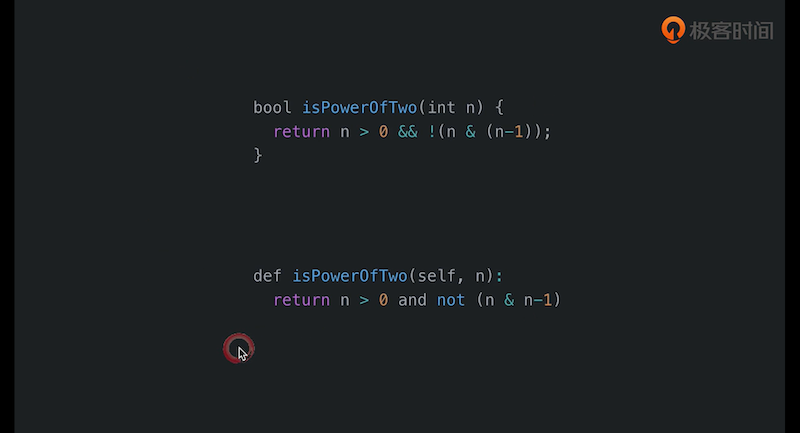 极客时间
bool isPowerOfTwo(int n) {
  return n > 0 && !(n & (n-1));
}
def isPowerOfTwo(self, n):
  return n > 0 and not (n & n-1)